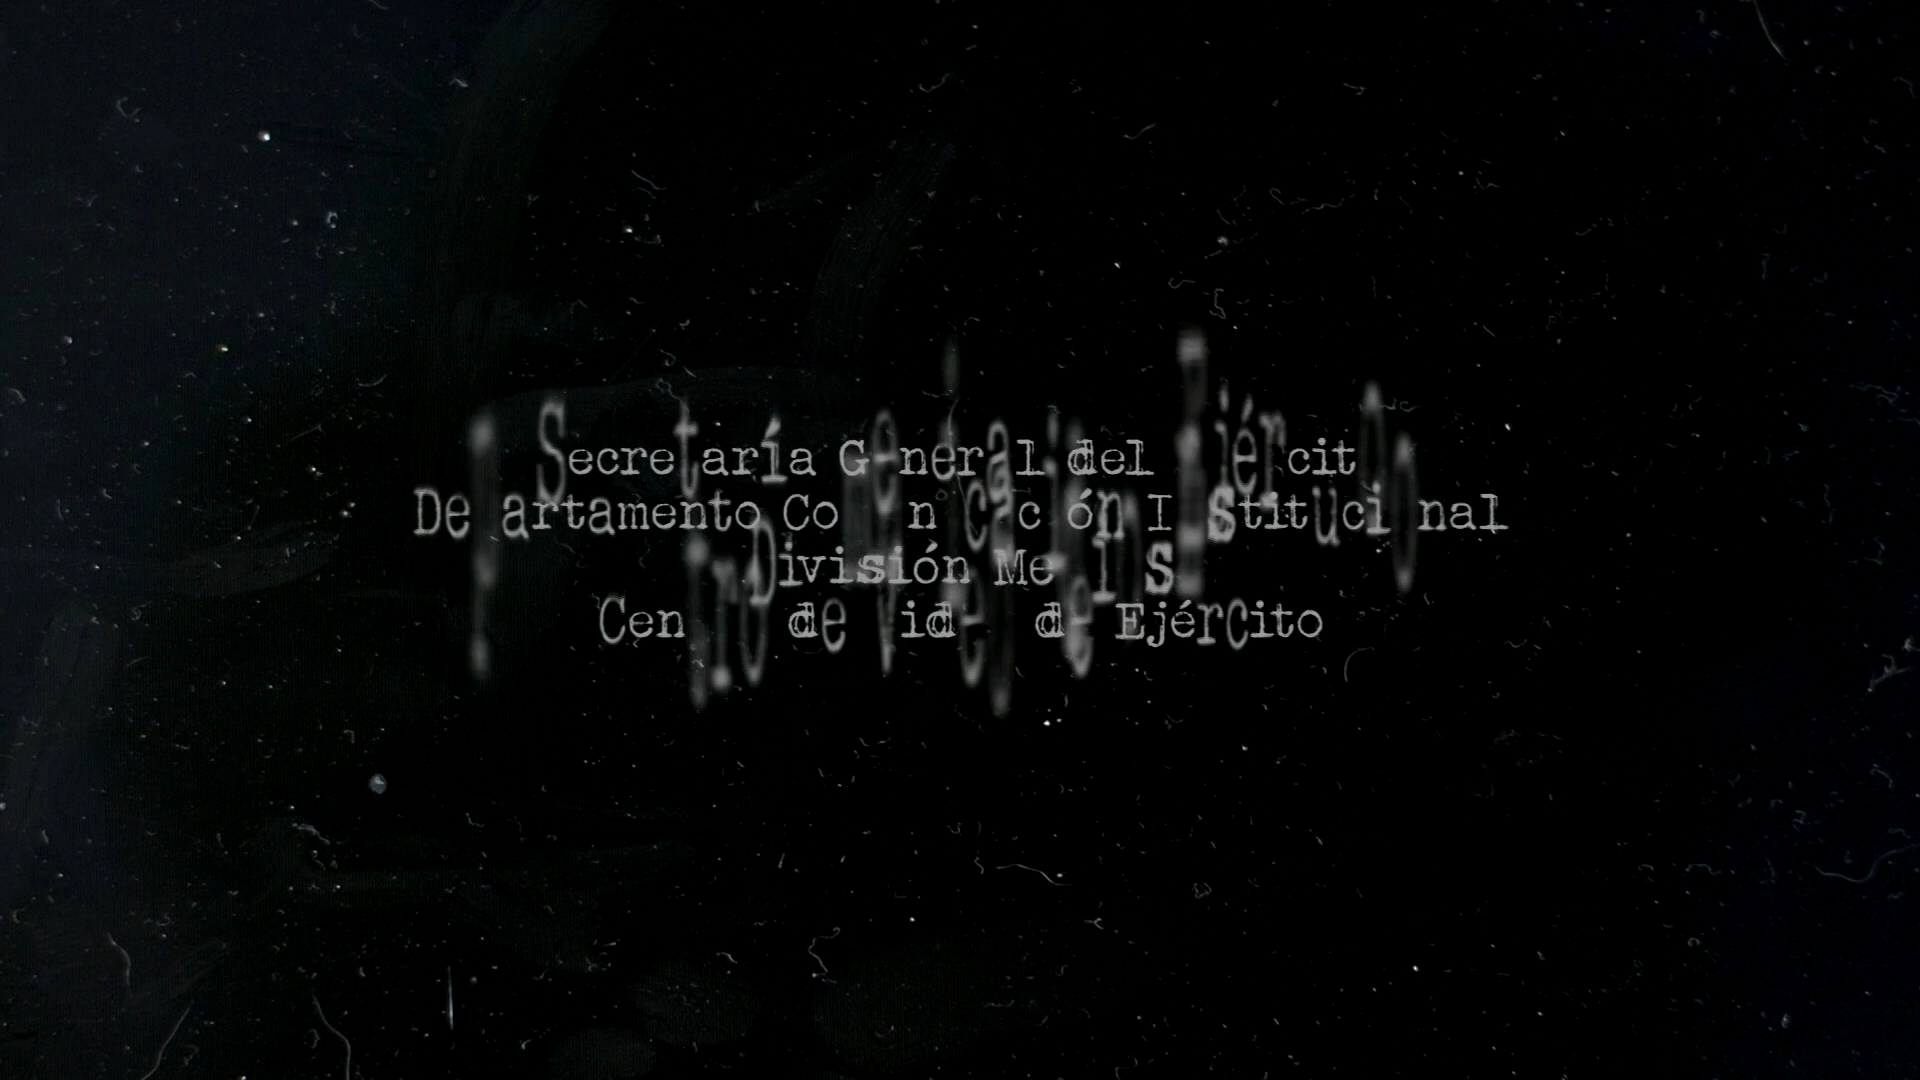 Secretaría General del Ejército
Departamento Comunicación Institucional
División Medios
Centro de video de Ejército